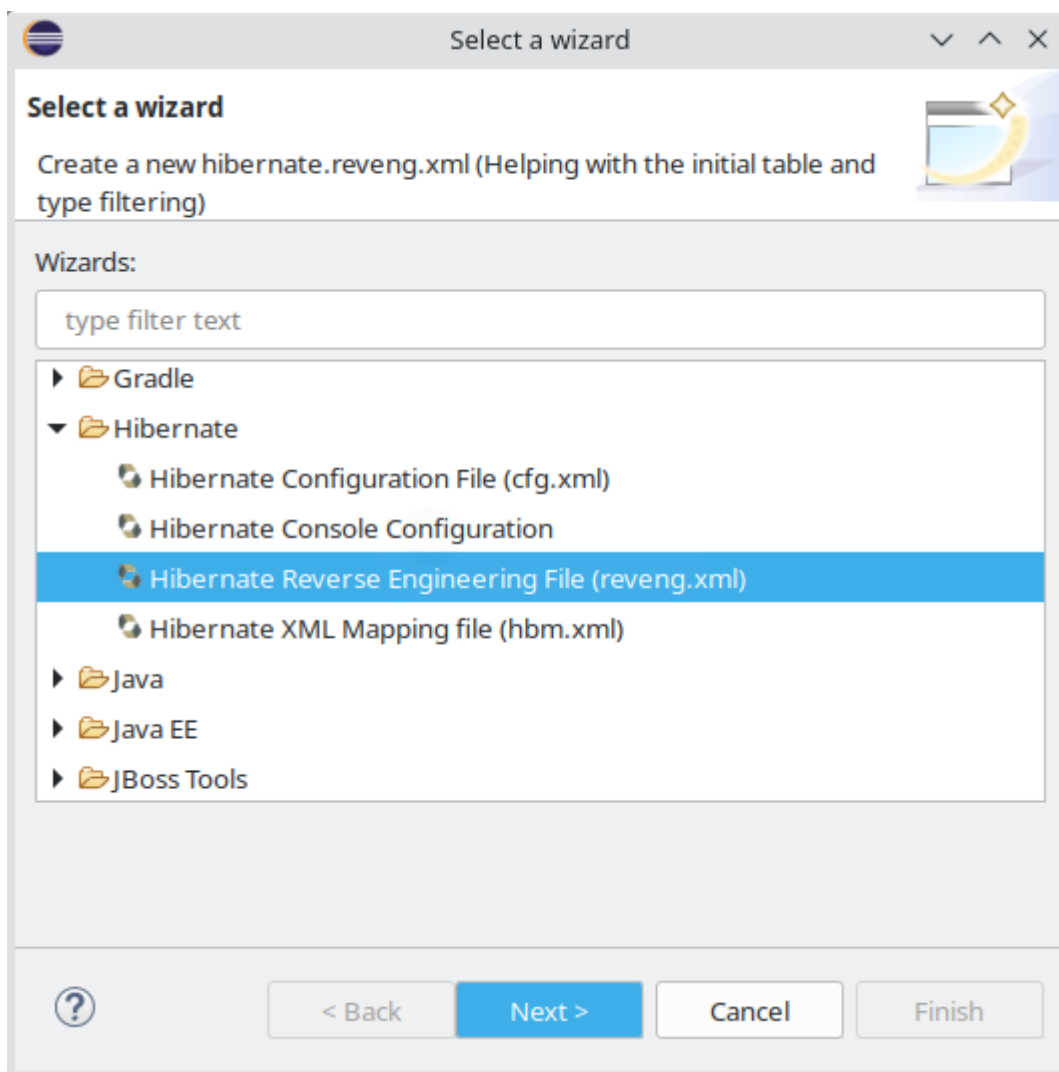 Select a wizard
Select a wizard
Create a new hibernate.reveng.xml (Helping with the initial table and
type filtering)
Wizards:
type filter text
Gradle
Hibernate
Hibernate Configuration File (cfg.xml)
Hibernate Console Configuration
Hibernate Reverse Engineering File (reveng.xml)
Hibernate XML Mapping file (hbm.xml)
Java
Java EE
JBoss Tools
? < Back Next > Cancel Finish